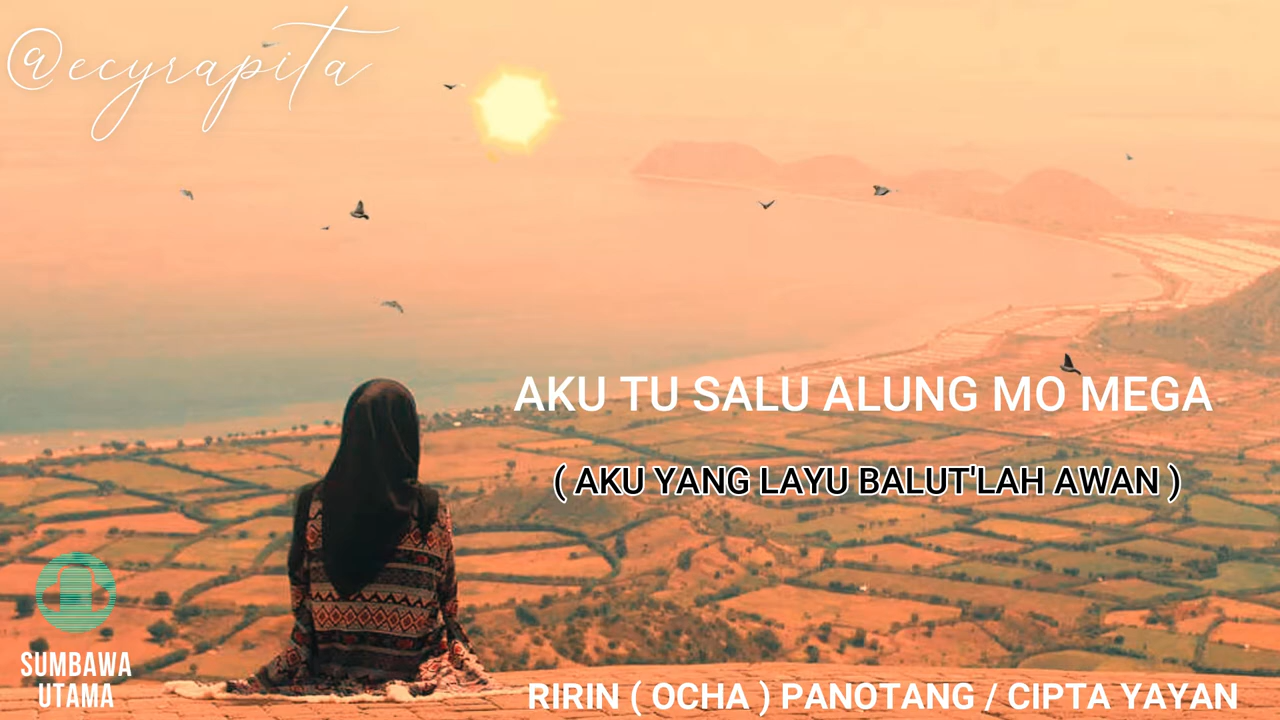 @ecyrapita
AKU TU SALU ALUNG MO MEGA
( AKU YANG LAYU BALUT'LAH AWAN )
SUMBAWA
UTAMA
RIRIN ( OCHA ) PANOTANG / CIPTA YAYAN